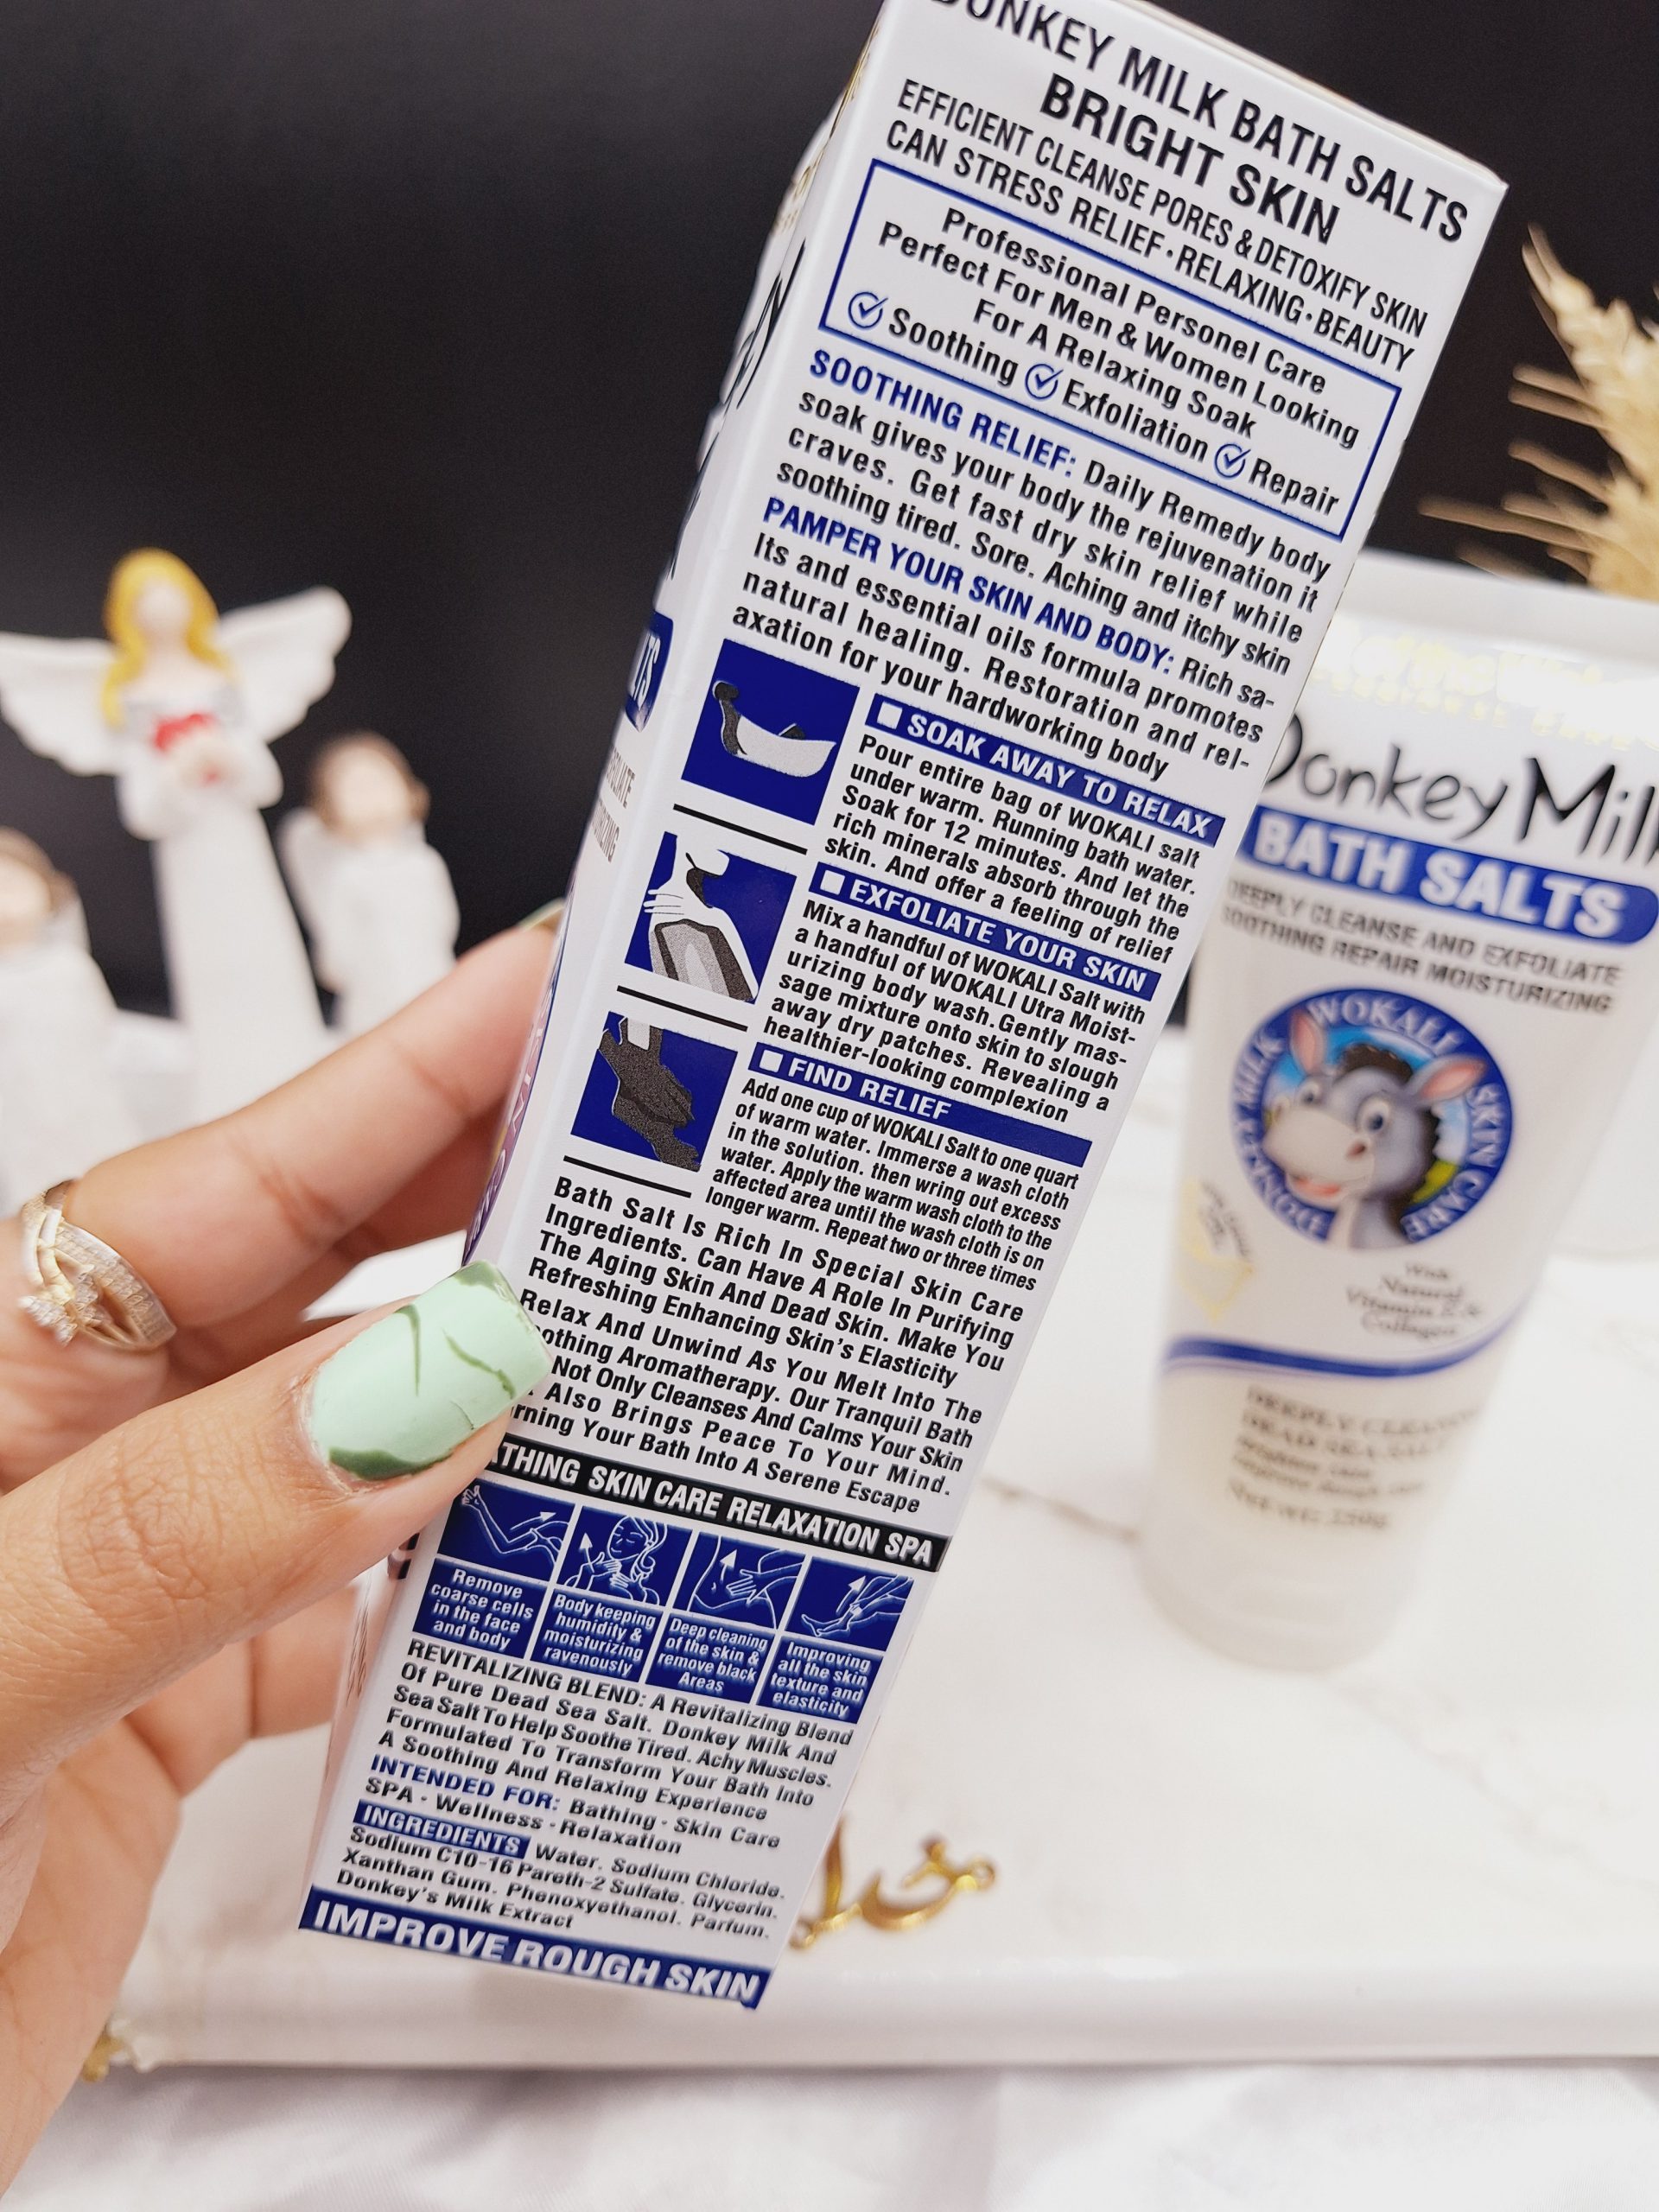 DONKEY MILK BATH SALTS
BRIGHT SKIN
EFFICIENT CLEANSE PORES & DETOXIFY SKIN
CAN STRESS RELIEF·RELAXING·BEAUTY
Professional Personel Care
Perfect For Men & Women Looking
For A Relaxing Soak
Soothing Exfoliation Repair
SOOTHING RELIEF: Daily Remedy body
soak gives your body the rejuvenation it
craves. Get fast dry skin relief while
soothing tired. Sore. Aching and itchy skin
PAMPER YOUR SKIN AND BODY: Rich sa-
Its and essential oils formula promotes
natural healing. Restoration and rel-
axation for your hardworking body
SOAK AWAY TO RELAX
Pour entire bag of WOKALI salt
under warm. Running bath water.
Soak for 12 minutes. And let the
rich minerals absorb through the
skin. And offer a feeling of relief
EXFOLIATE YOUR SKIN
Mix a handful of WOKALI Salt with
a handful of WOKALI Utra Moist-
urizing body wash. Gently mas-
sage mixture onto skin to slough
away dry patches. Revealing a
healthier-looking complexion
FIND RELIEF
Add one cup of WOKALI Salt to one quart
of warm water. Immerse a wash cloth
in the solution. then wring out excess
water. Apply the warm wash cloth to the
affected area until the wash cloth is on
longer warm. Repeat two or three times
Bath Salt Is Rich In Special Skin Care
Ingredients. Can Have A Role In Purifying
The Aging Skin And Dead Skin. Make You
Refreshing Enhancing Skin's Elasticity
Relax And Unwind As You Melt Into The
othing Aromatherapy. Our Tranquil Bath
Not Only Cleanses And Calms Your Skin
. Also Brings Peace To Your Mind.
rning Your Bath Into A Serene Escape
THING SKIN CARE RELAXATION SPA
Remove
coarse cells
in the face
and body
Body keeping
humidity &
moisturizing
ravenously
Deep cleaning
of the skin &
remove black
Areas
Improving
all the skin
texture and
elasticity
REVITALIZING BLEND: A Revitalizing Blend
Of Pure Dead Sea Salt. Donkey Milk And
Sea Salt To Help Soothe Tired. Achy Muscles.
Formulated To Transform Your Bath Into
A Soothing And Relaxing Experience
INTENDED FOR: Bathing - Skin Care
SPA - Wellness - Relaxation
INGREDIENTS Water. Sodium Chloride.
Sodium C10-16 Pareth-2 Sulfate. Glycerin.
Xanthan Gum. Phenoxyethanol. Parfum.
Donkey's Milk Extract
IMPROVE ROUGH SKIN
Donkey Milk
BATH SALTS
DEEPLY CLEANSE AND EXFOLIATE
SOOTHING REPAIR MOISTURIZING
WOKALI
DONKEY MILK SKIN CARE
With
Natural
Vitamin E &
Collagen
DEEPLY CLEANSE
DEAD SEA SALT